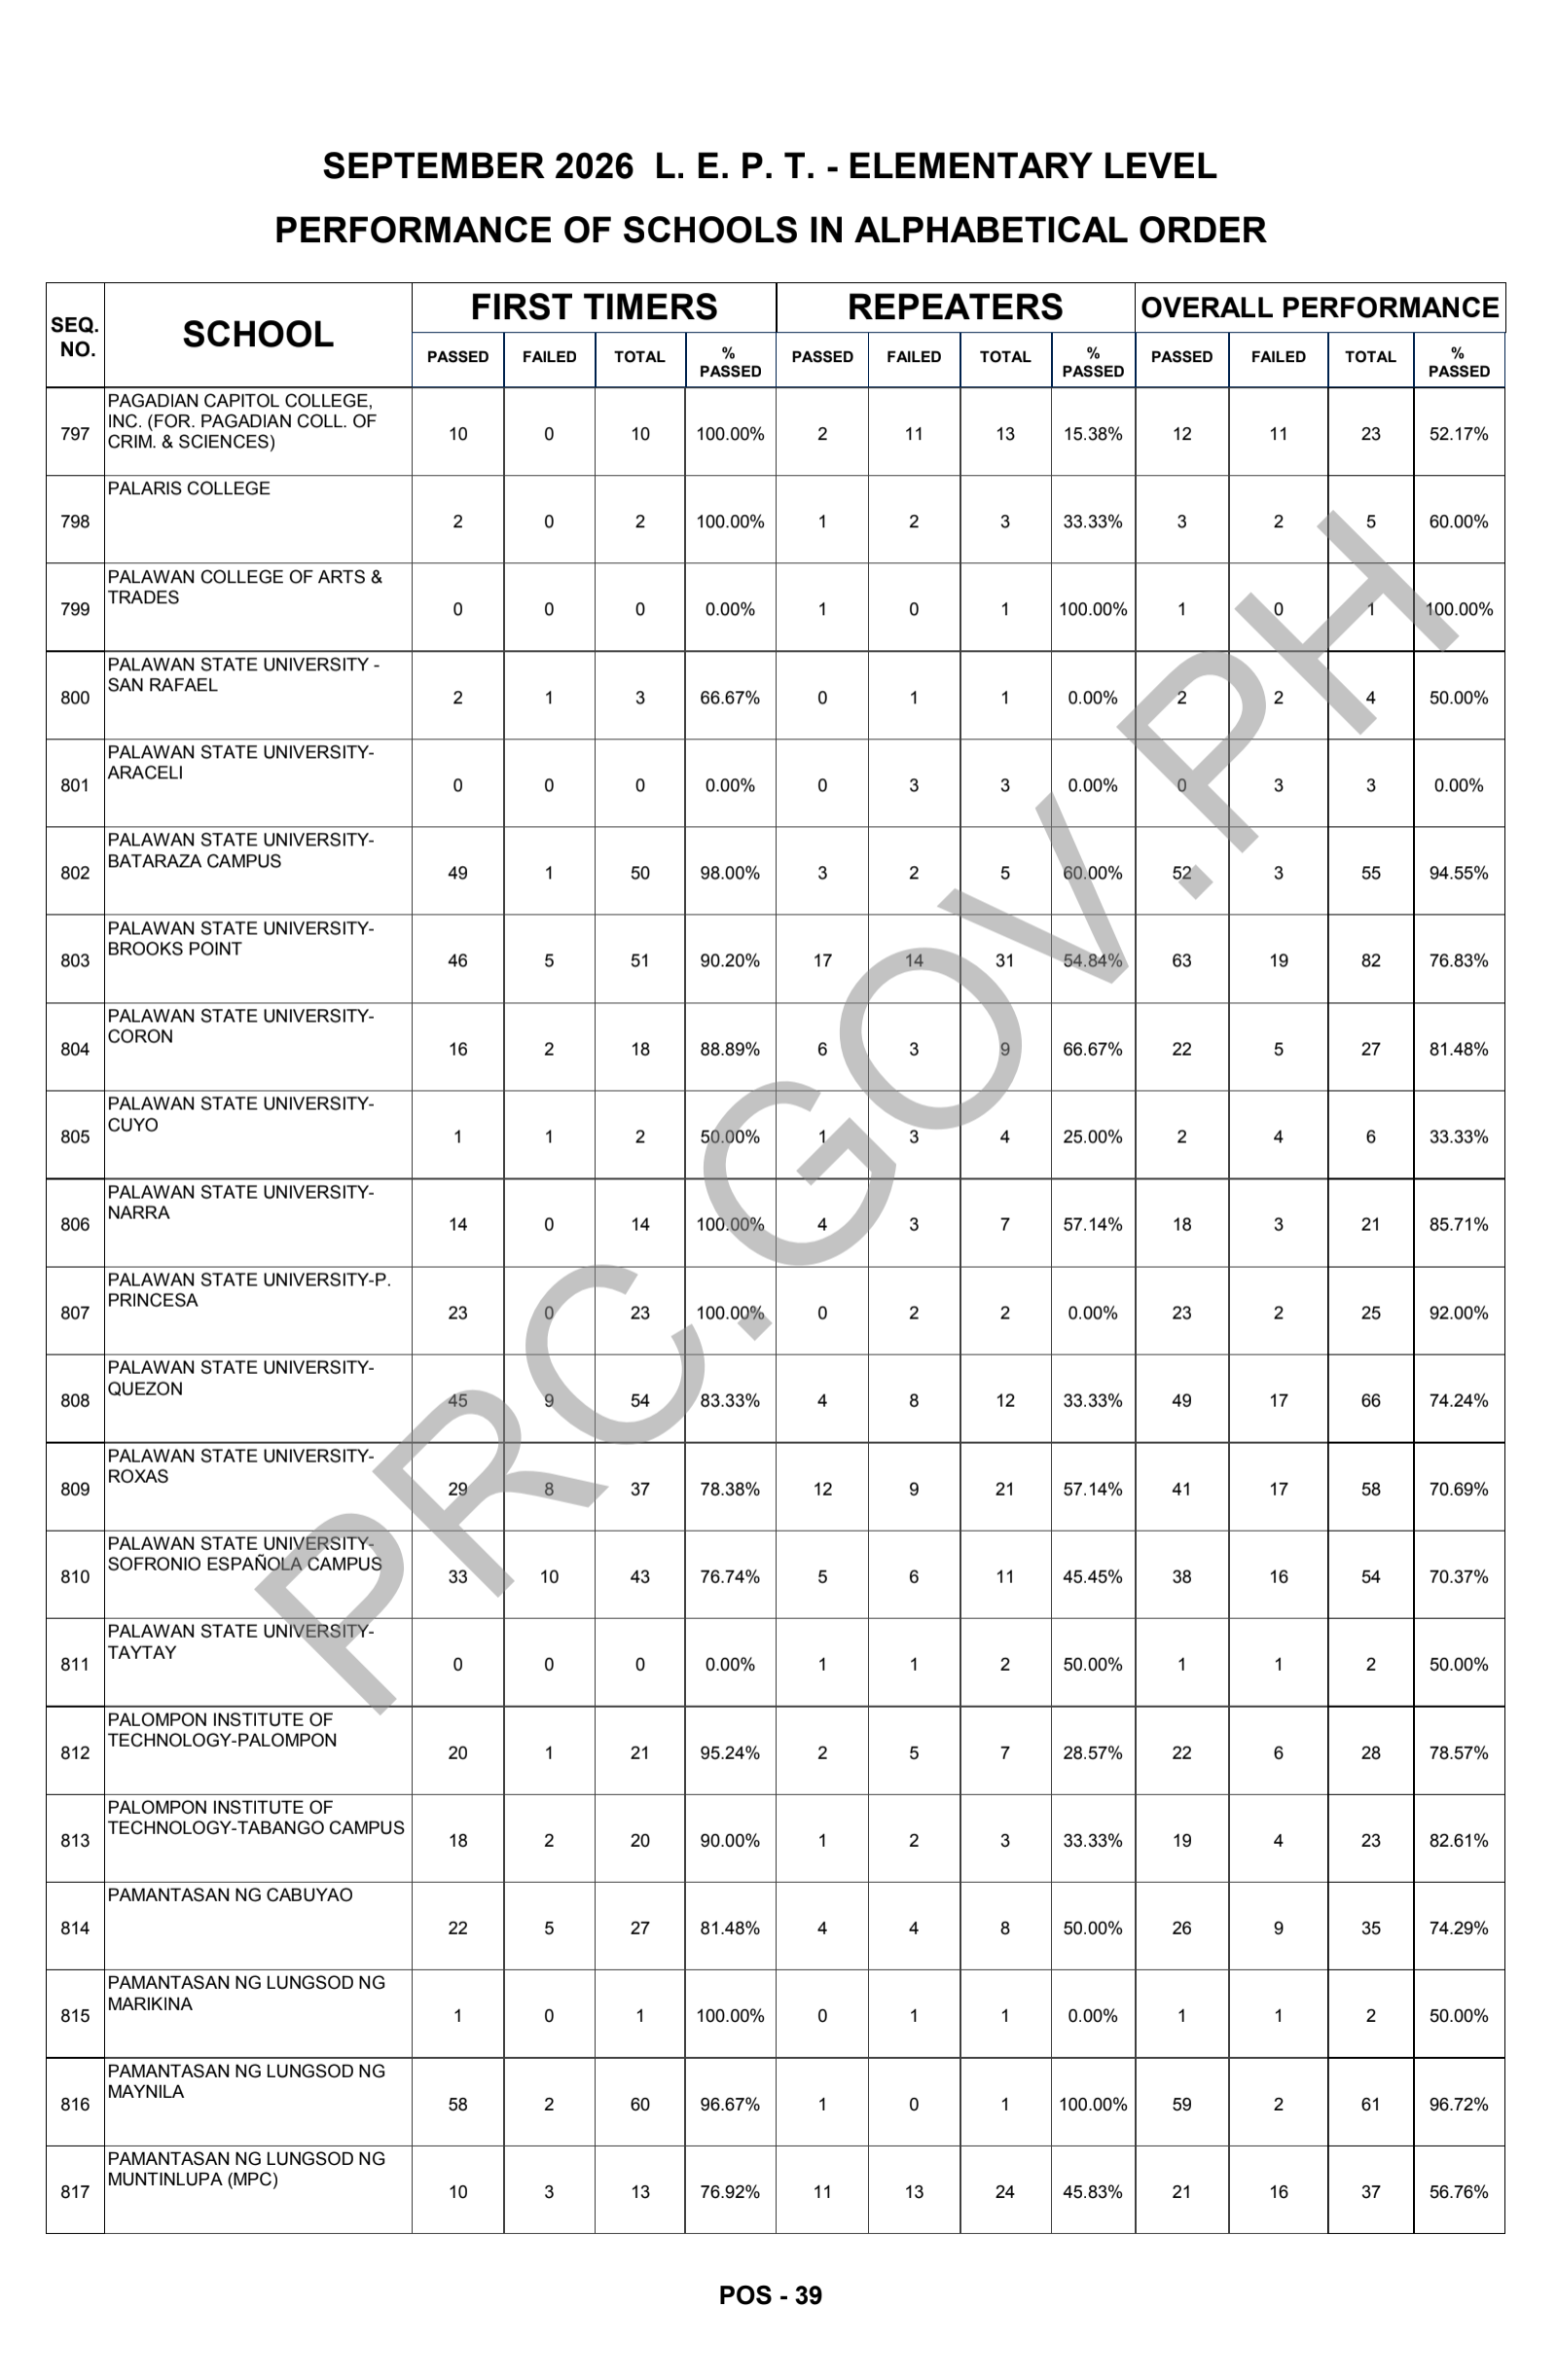 SEPTEMBER 2026 L. E. P. T. - ELEMENTARY LEVEL
PERFORMANCE OF SCHOOLS IN ALPHABETICAL ORDER
SEQ. NO. SCHOOL FIRST TIMERS REPEATERS OVERALL PERFORMANCE
PASSED FAILED TOTAL % PASSED PASSED FAILED TOTAL % PASSED PASSED FAILED TOTAL % PASSED
PAGADIAN CAPITOL COLLEGE,
INC. (FOR. PAGADIAN COLL. OF
CRIM. & SCIENCES)
797 10 0 10 100.00% 2 11 13 15.38% 12 11 23 52.17%
PALARIS COLLEGE
798 2 0 2 100.00% 1 2 3 33.33% 3 2 5 60.00%
PALAWAN COLLEGE OF ARTS &
TRADES
799 0 0 0 0.00% 1 0 1 100.00% 1 0 1 100.00%
PALAWAN STATE UNIVERSITY -
SAN RAFAEL
800 2 1 3 66.67% 0 1 1 0.00% 2 2 4 50.00%
PALAWAN STATE UNIVERSITY-
ARACELI
801 0 0 0 0.00% 0 3 3 0.00% 0 3 3 0.00%
PALAWAN STATE UNIVERSITY-
BATARAZA CAMPUS
802 49 1 50 98.00% 3 2 5 60.00% 52 3 55 94.55%
PALAWAN STATE UNIVERSITY-
BROOKS POINT
803 46 5 51 90.20% 17 14 31 54.84% 63 19 82 76.83%
PALAWAN STATE UNIVERSITY-
CORON
804 16 2 18 88.89% 6 3 9 66.67% 22 5 27 81.48%
PALAWAN STATE UNIVERSITY-
CUYO
805 1 1 2 50.00% 1 3 4 25.00% 2 4 6 33.33%
PALAWAN STATE UNIVERSITY-
NARRA
806 14 0 14 100.00% 4 3 7 57.14% 18 3 21 85.71%
PALAWAN STATE UNIVERSITY-P.
PRINCESA
807 23 0 23 100.00% 0 2 2 0.00% 23 2 25 92.00%
PALAWAN STATE UNIVERSITY-
QUEZON
808 45 9 54 83.33% 4 8 12 33.33% 49 17 66 74.24%
PALAWAN STATE UNIVERSITY-
ROXAS
809 29 8 37 78.38% 12 9 21 57.14% 41 17 58 70.69%
PALAWAN STATE UNIVERSITY-
SOFRONIO ESPAÑOLA CAMPUS
810 33 10 43 76.74% 5 6 11 45.45% 38 16 54 70.37%
PALAWAN STATE UNIVERSITY-
TAYTAY
811 0 0 0 0.00% 1 1 2 50.00% 1 1 2 50.00%
PALOMPON INSTITUTE OF
TECHNOLOGY-PALOMPON
812 20 1 21 95.24% 2 5 7 28.57% 22 6 28 78.57%
PALOMPON INSTITUTE OF
TECHNOLOGY-TABANGO CAMPUS
813 18 2 20 90.00% 1 2 3 33.33% 19 4 23 82.61%
PAMANTASAN NG CABUYAO
814 22 5 27 81.48% 4 4 8 50.00% 26 9 35 74.29%
PAMANTASAN NG LUNGSOD NG
MARIKINA
815 1 0 1 100.00% 0 1 1 0.00% 1 1 2 50.00%
PAMANTASAN NG LUNGSOD NG
MAYNILA
816 58 2 60 96.67% 1 0 1 100.00% 59 2 61 96.72%
PAMANTASAN NG LUNGSOD NG
MUNTINLUPA (MPC)
817 10 3 13 76.92% 11 13 24 45.83% 21 16 37 56.76%
PRC.GOV.PH
POS - 39